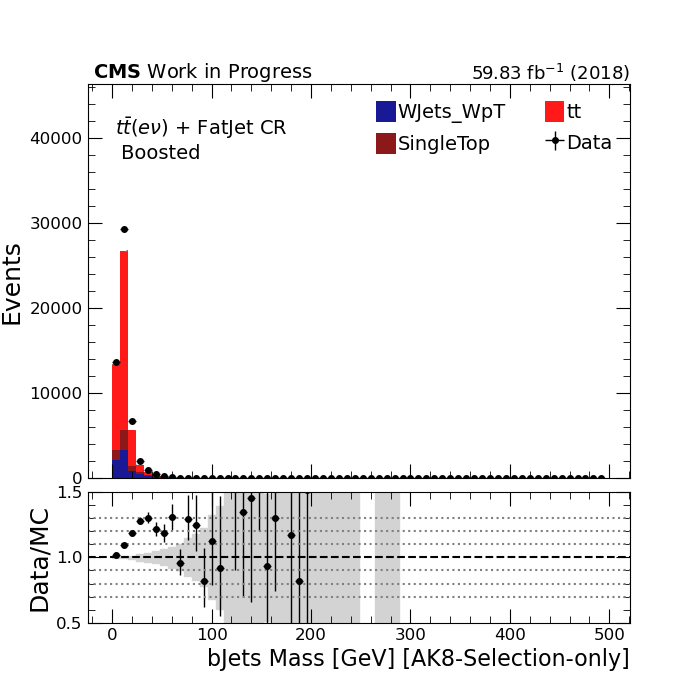 CMS Work in Progress 59.83 fb⁻¹ (2018)
tt̄(eν) + FatJet CR
Boosted
WJets_WpT tt
SingleTop Data
Events
40000
30000
20000
10000
0
Data/MC
1.5
1.0
0.5
0 100 200 300 400 500
bJets Mass [GeV] [AK8-Selection-only]